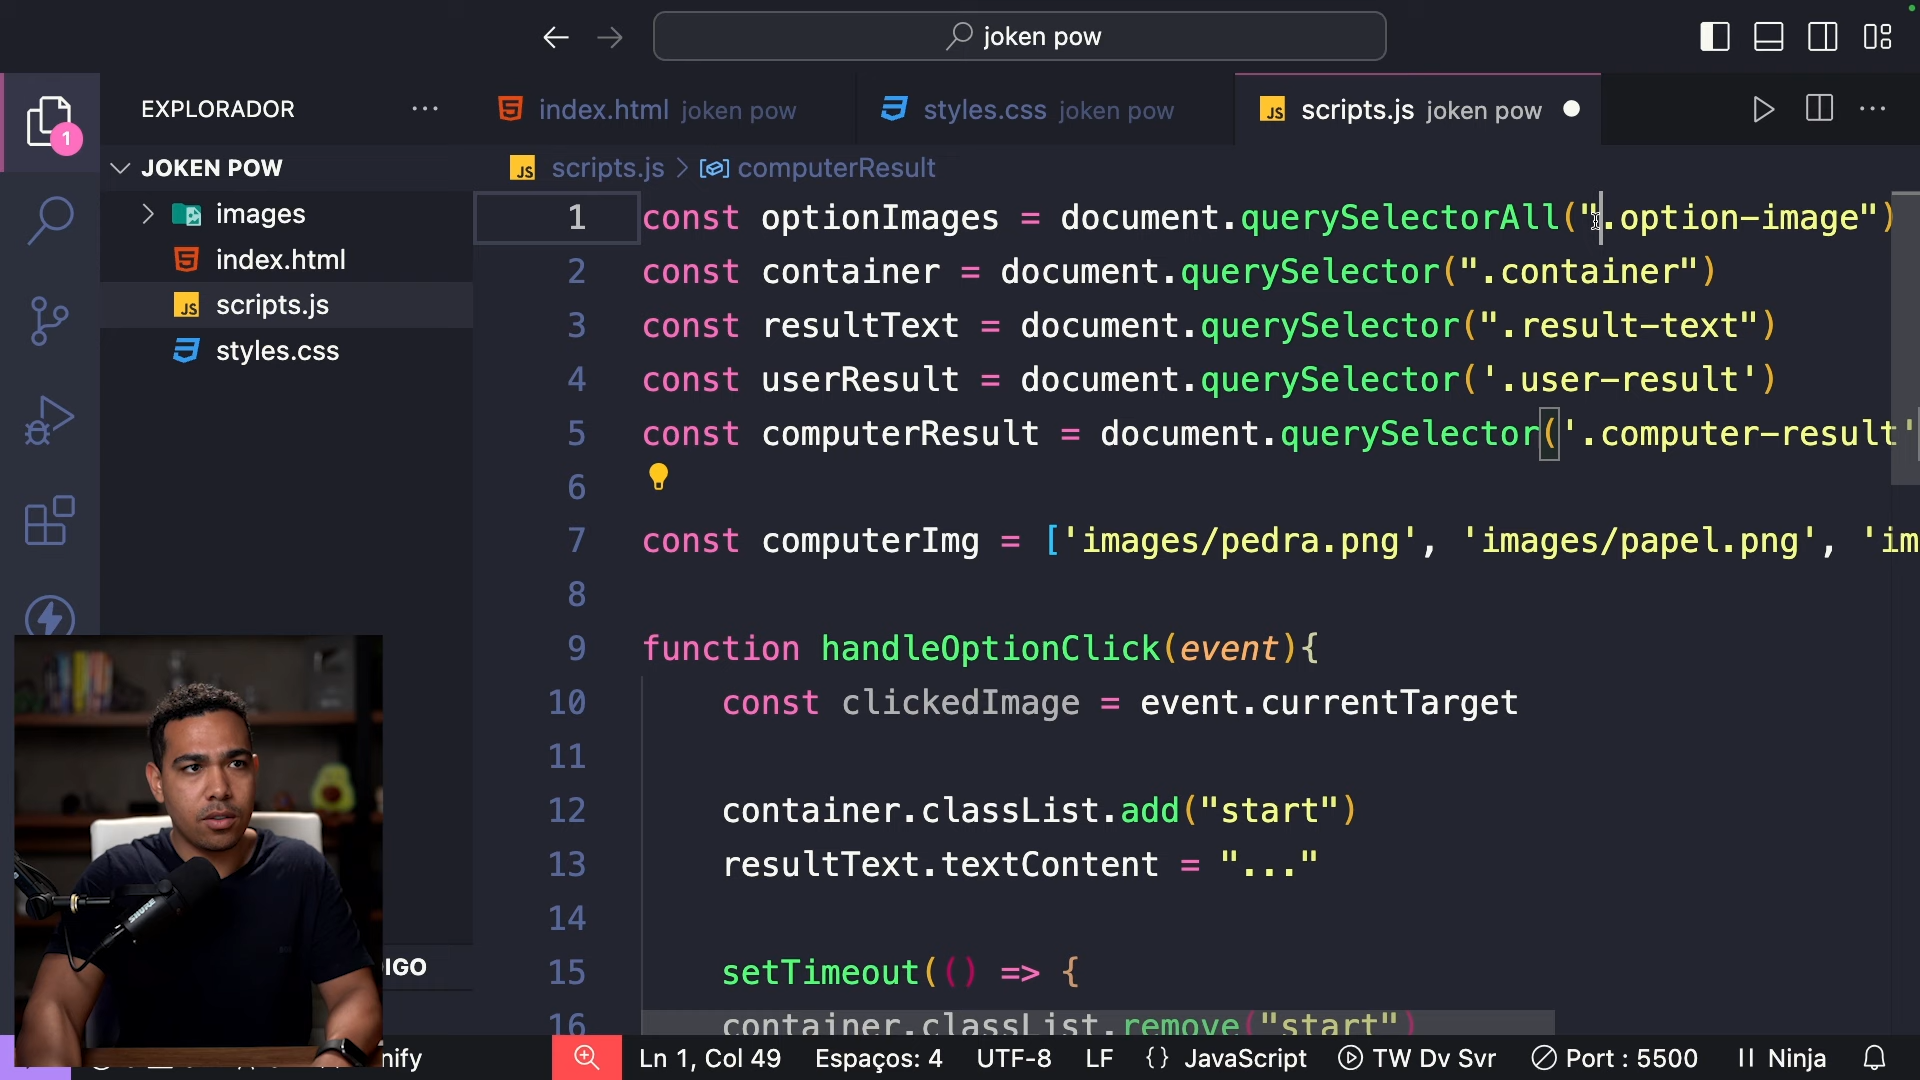 joken pow
EXPLORADOR
index.html joken pow
styles.css joken pow
JS scripts.js joken pow
1
JOKEN POW
JS scripts.js > computerResult
images
index.html
JS scripts.js
styles.css
1 const optionImages = document.querySelectorAll(".option-image")
2 const container = document.querySelector(".container")
3 const resultText = document.querySelector(".result-text")
4 const userResult = document.querySelector('.user-result')
5 const computerResult = document.querySelector('.computer-result'
6
7 const computerImg = ['images/pedra.png', 'images/papel.png', 'im
8
9 function handleOptionClick(event){
10 const clickedImage = event.currentTarget
11
12 container.classList.add("start")
13 resultText.textContent = "..."
14
15 setTimeout(() => {
16 container.classList.remove("start")
IGO
SHURE
nify
Ln 1, Col 49
Espaços: 4
UTF-8
LF
{} JavaScript
TW Dv Svr
Port : 5500
Ninja